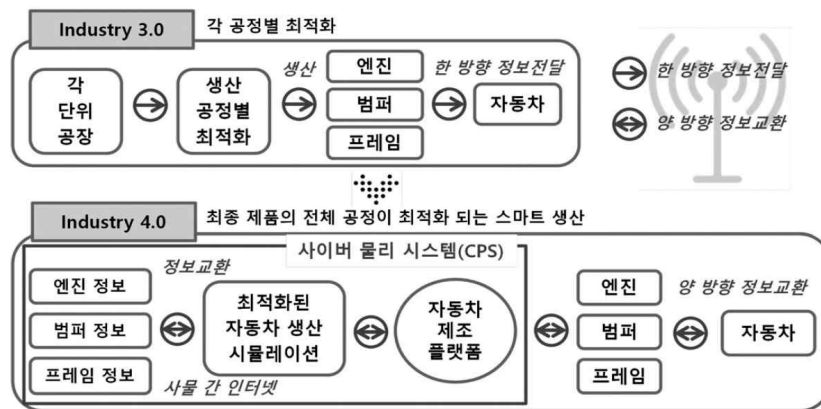 Industry 3.0
각 공정별 최적화
각
단위
공장
생산
공정별
최적화
생산
엔진
범퍼
프레임
한 방향 정보전달
자동차
한 방향 정보전달
양 방향 정보교환
Industry 4.0
최종 제품의 전체 공정이 최적화 되는 스마트 생산
사이버 물리 시스템(CPS)
엔진 정보
범퍼 정보
프레임 정보
정보교환
사물 간 인터넷
최적화된
자동차 생산
시뮬레이션
자동차
제조
플랫폼
엔진
범퍼
프레임
양 방향 정보교환
자동차